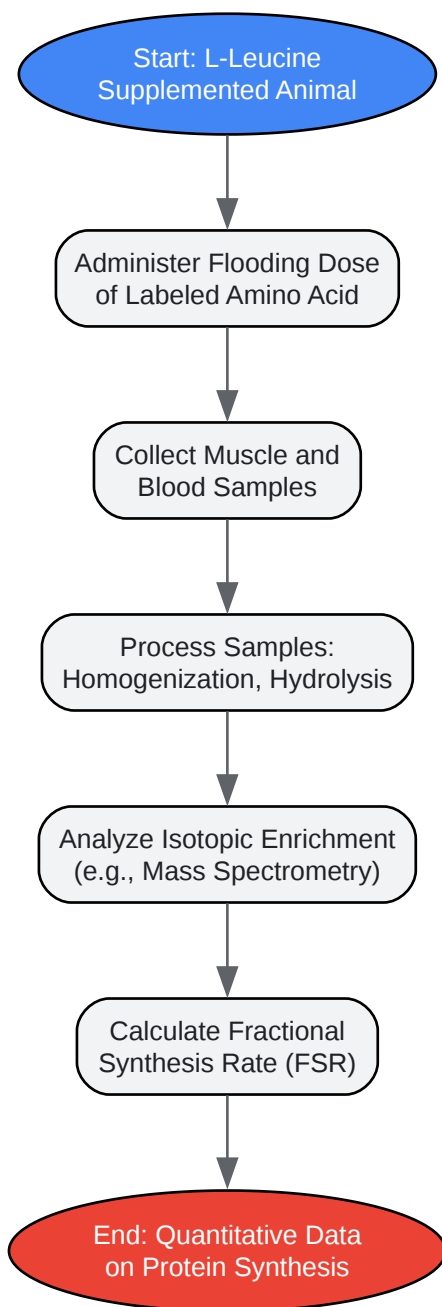 Start: L-Leucine
Supplemented Animal
Administer Flooding Dose
of Labeled Amino Acid
Collect Muscle and
Blood Samples
Process Samples:
Homogenization, Hydrolysis
Analyze Isotopic Enrichment
(e.g., Mass Spectrometry)
Calculate Fractional
Synthesis Rate (FSR)
End: Quantitative Data
on Protein Synthesis